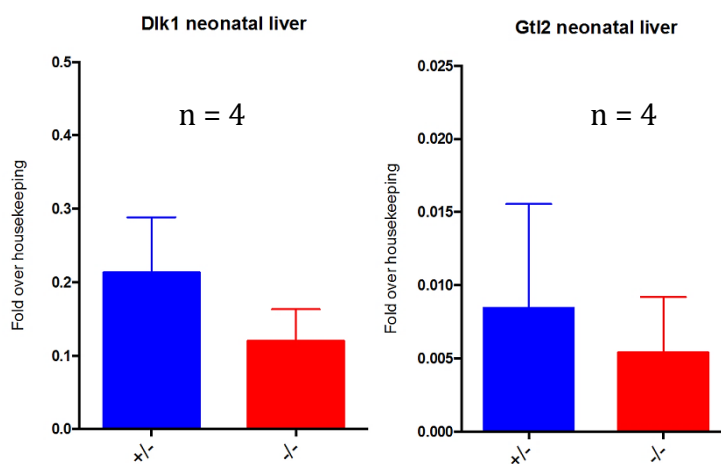 Dlk1 neonatal liver
Fold over housekeeping
0.5
0.4
0.3
0.2
0.1
0.0
n = 4
+/-
-/-
Gtl2 neonatal liver
Fold over housekeeping
0.025
0.020
0.015
0.010
0.005
0.000
n = 4
+/-
-/-